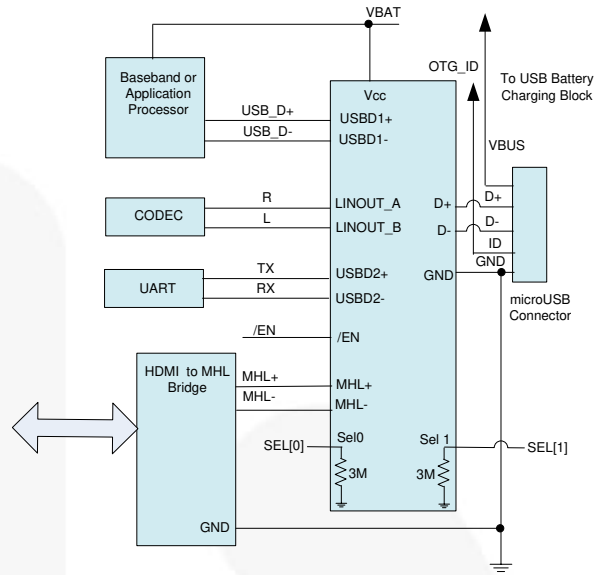 VBAT
Baseband or
Application
Processor
USB_D+
USB_D-
Vcc
USBD1+
USBD1-
OTG_ID
To USB Battery
Charging Block
VBUS
CODEC
R
L
LINOUT_A
LINOUT_B
D+
D-
D+
D-
ID
GND
GND
microUSB
Connector
UART
TX
RX
USBD2+
USBD2-
/EN
/EN
HDMI to MHL
Bridge
MHL+
MHL-
MHL+
MHL-
SEL[0]
Sel0
3M
Sel 1
3M
SEL[1]
GND